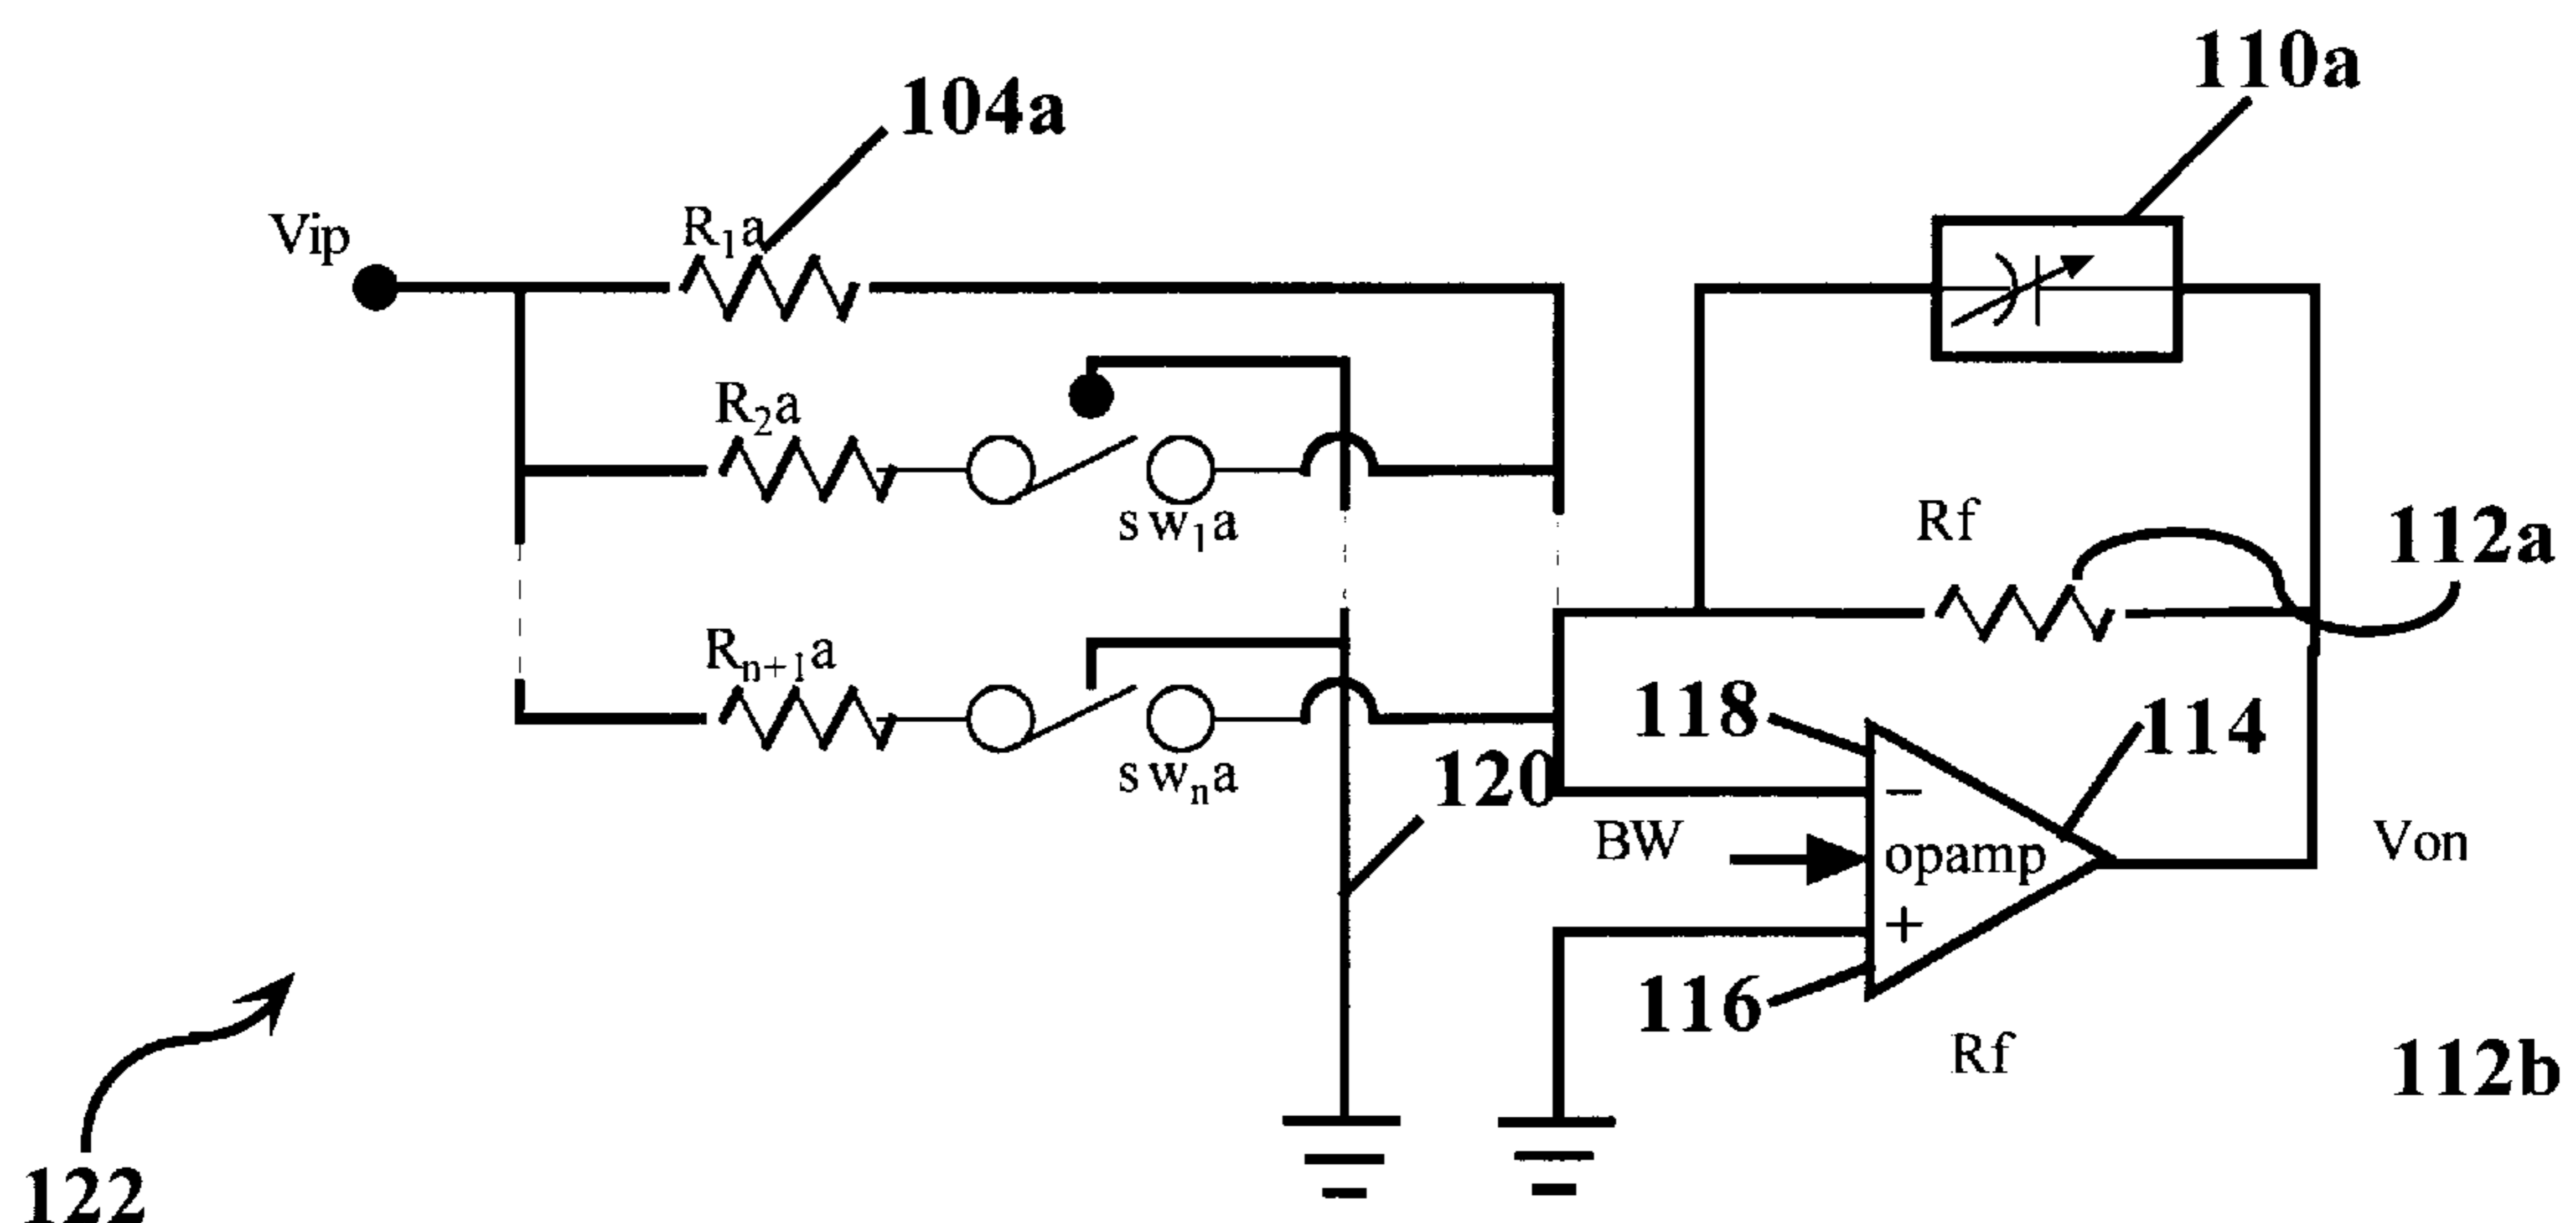 110a
104a
Vip
R₁a
R₂a
sw₁a
Rf
112a
Rₙ₊₁a
swₙa
118
114
120
BW
−
opamp
+
Von
116
Rf
112b
122